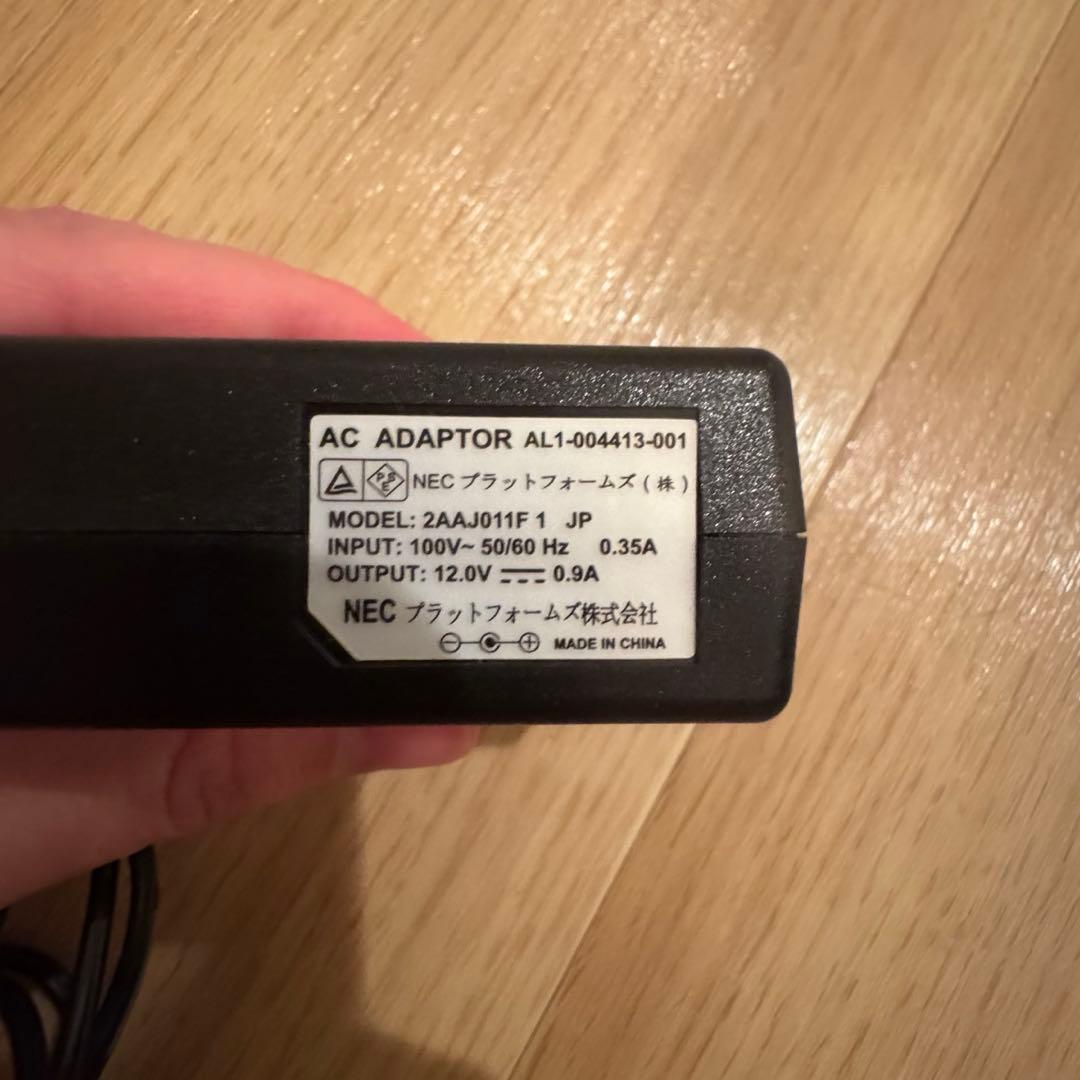 AC ADAPTOR AL1-004413-001
PSE NEC プラットフォームズ(株)
MODEL: 2AAJ011F 1 JP
INPUT: 100V~ 50/60 Hz 0.35A
OUTPUT: 12.0V 0.9A
NEC プラットフォームズ株式会社
MADE IN CHINA